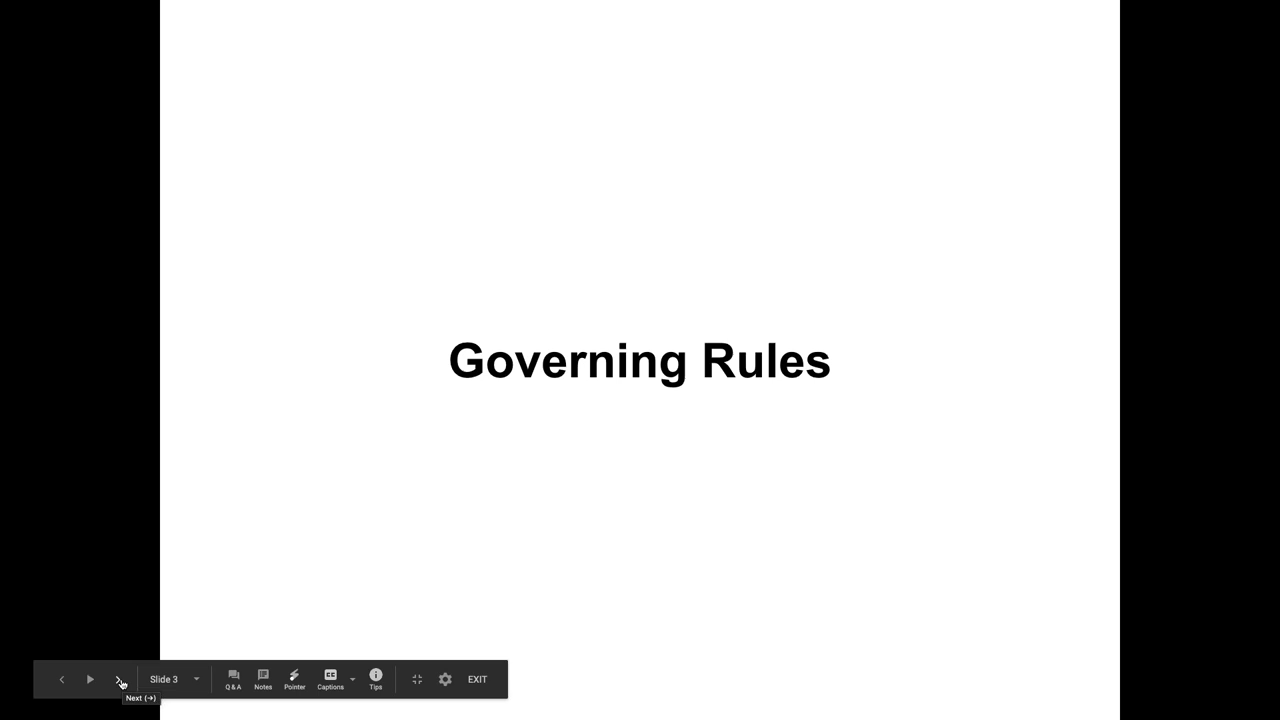 Governing Rules
Slide 3
Q & A
Notes
Pointer
Captions
Tips
EXIT
Next (→)